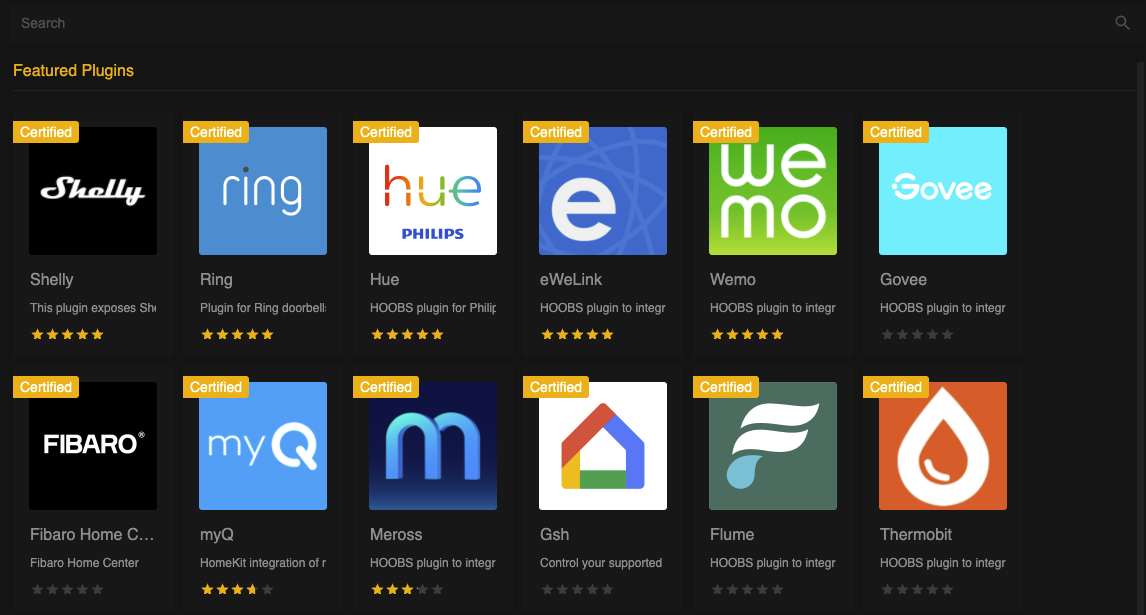 Search
Featured Plugins
Certified Certified Certified Certified Certified Certified
Shelly ring hue PHILIPS e wemo Govee
Shelly Ring Hue eWeLink Wemo Govee
This plugin exposes She Plugin for Ring doorbells HOOBS plugin for Philip HOOBS plugin to integr HOOBS plugin to integr HOOBS plugin to integr
Certified Certified Certified Certified Certified Certified
FIBARO® myQ m
Fibaro Home C... myQ Meross Gsh Flume Thermobit
Fibaro Home Center HomeKit integration of HOOBS plugin to integr Control your supported HOOBS plugin to integr HOOBS plugin to integr